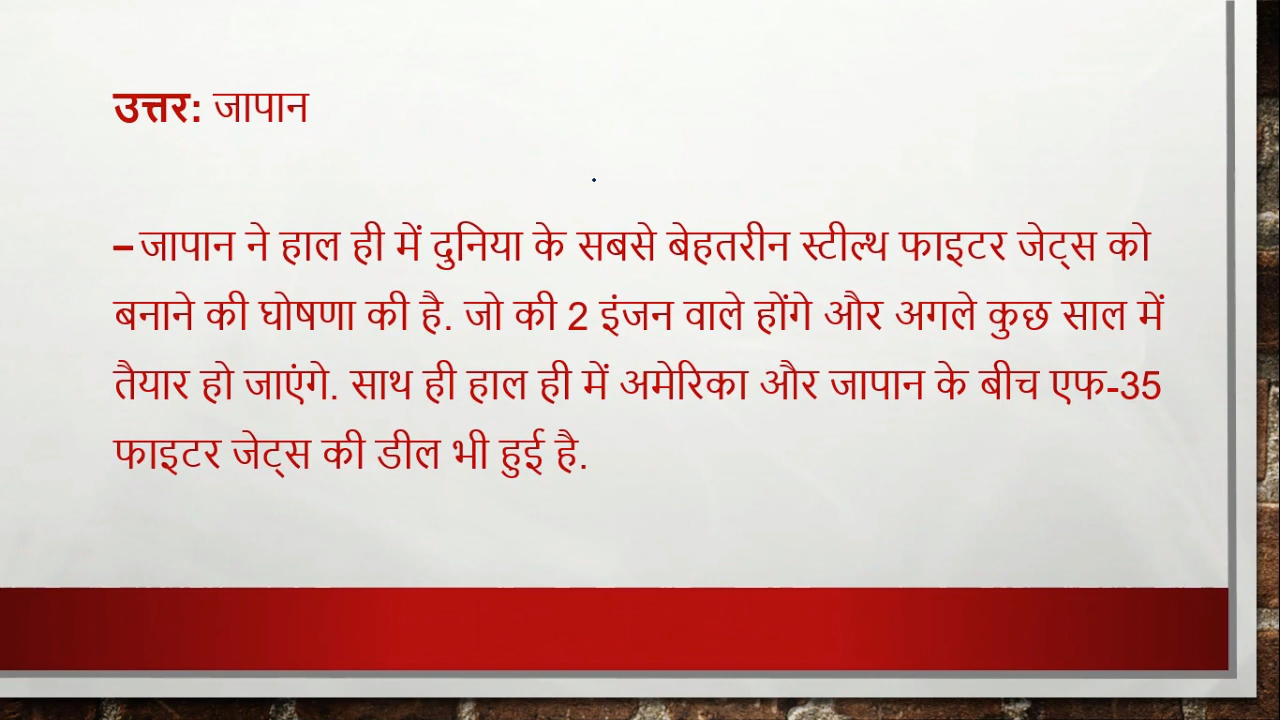 उत्तर: जापान
– जापान ने हाल ही में दुनिया के सबसे बेहतरीन स्टील्थ फाइटर जेट्स को
बनाने की घोषणा की है. जो की 2 इंजन वाले होंगे और अगले कुछ साल में
तैयार हो जाएंगे. साथ ही हाल ही में अमेरिका और जापान के बीच एफ-35
फाइटर जेट्स की डील भी हुई है.